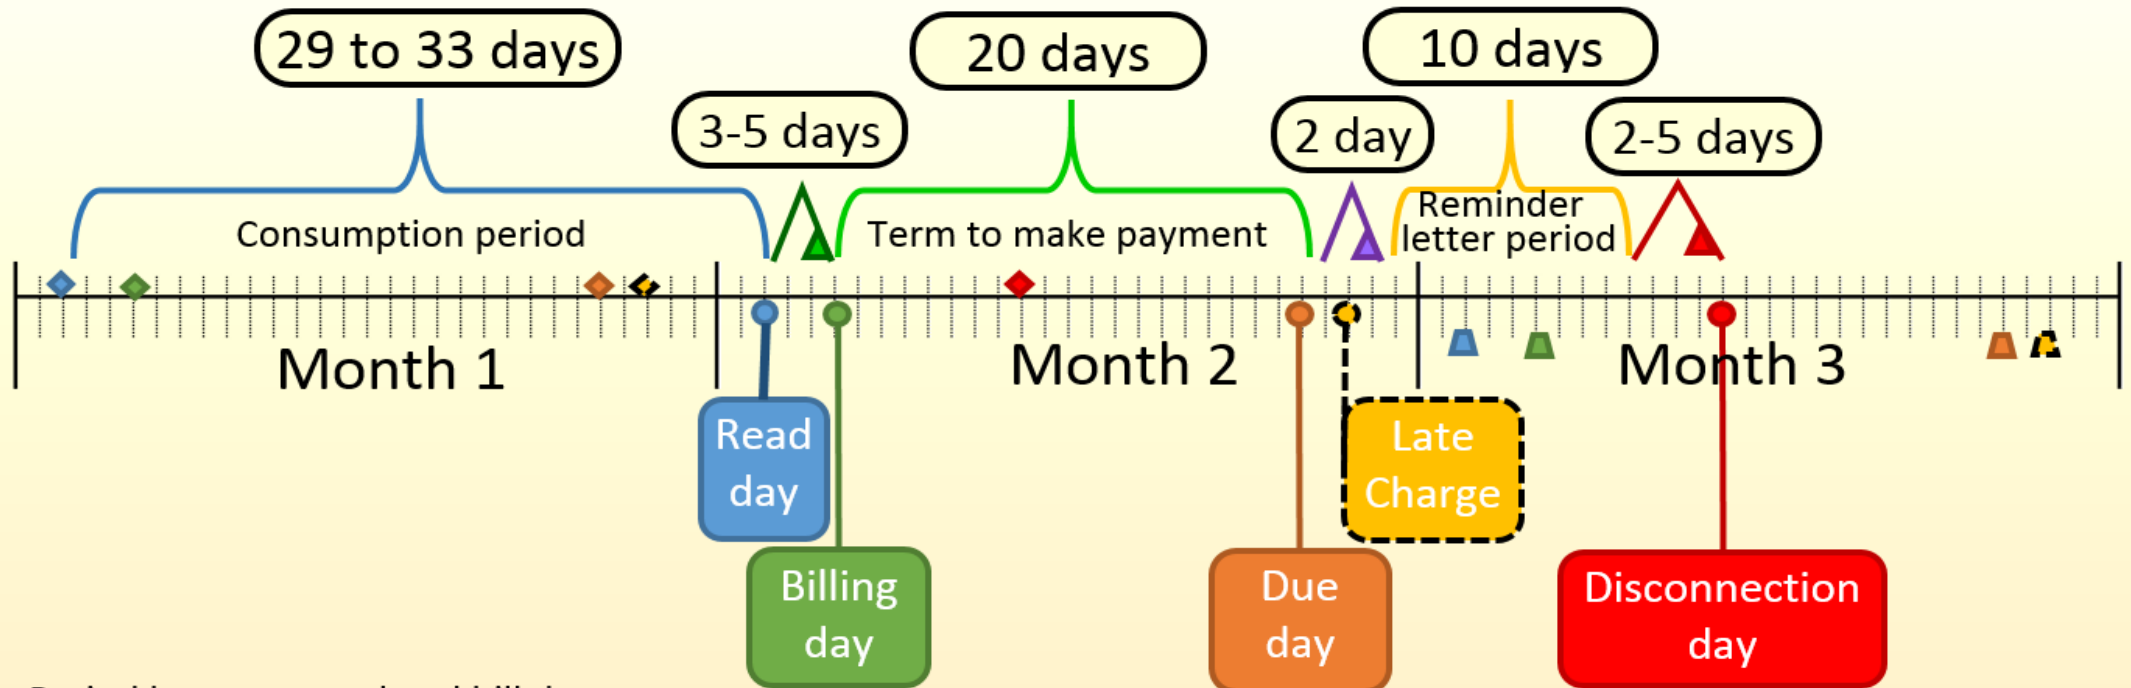 29 to 33 days
20 days
10 days
3-5 days
2 day
2-5 days
Consumption period
Term to make payment
Reminder
letter period
Month 1
Month 2
Month 3
Read
day
Late
Charge
Billing
day
Due
day
Disconnection
day